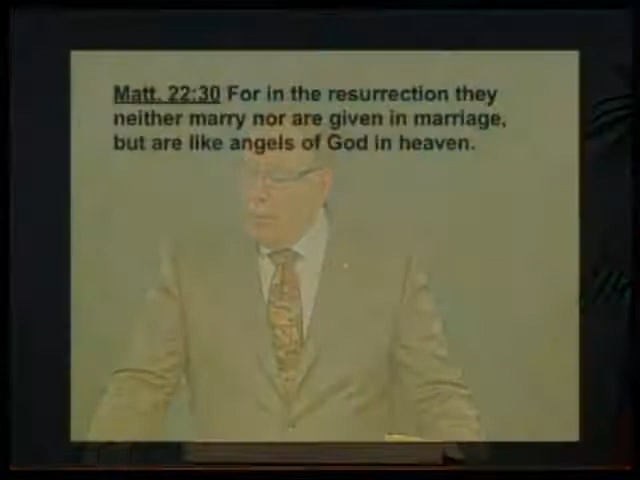 Matt. 22:30 For in the resurrection they
neither marry nor are given in marriage,
but are like angels of God in heaven.